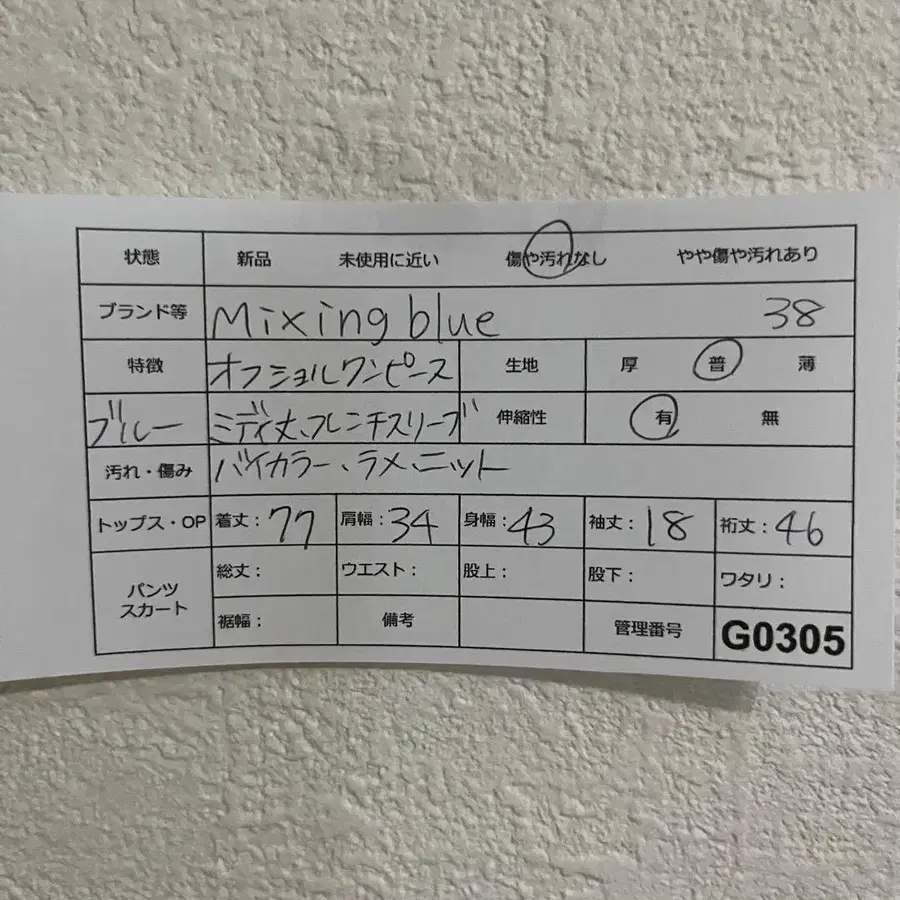 状態 新品 未使用に近い 傷や汚れなし やや傷や汚れあり
ブランド等 Mixing blue 38
特徴 オフショルワンピース 生地 厚 普 薄
ブルー ミディ丈、フレンチスリーブ 伸縮性 有 無
汚れ・傷み バイカラー、ラメニット
トップス・OP 着丈：77 肩幅：34 身幅：43 袖丈：18 裄丈：46
パンツ スカート 総丈： ウエスト： 股上： 股下： ワタリ：
裾幅： 備考 管理番号 G0305